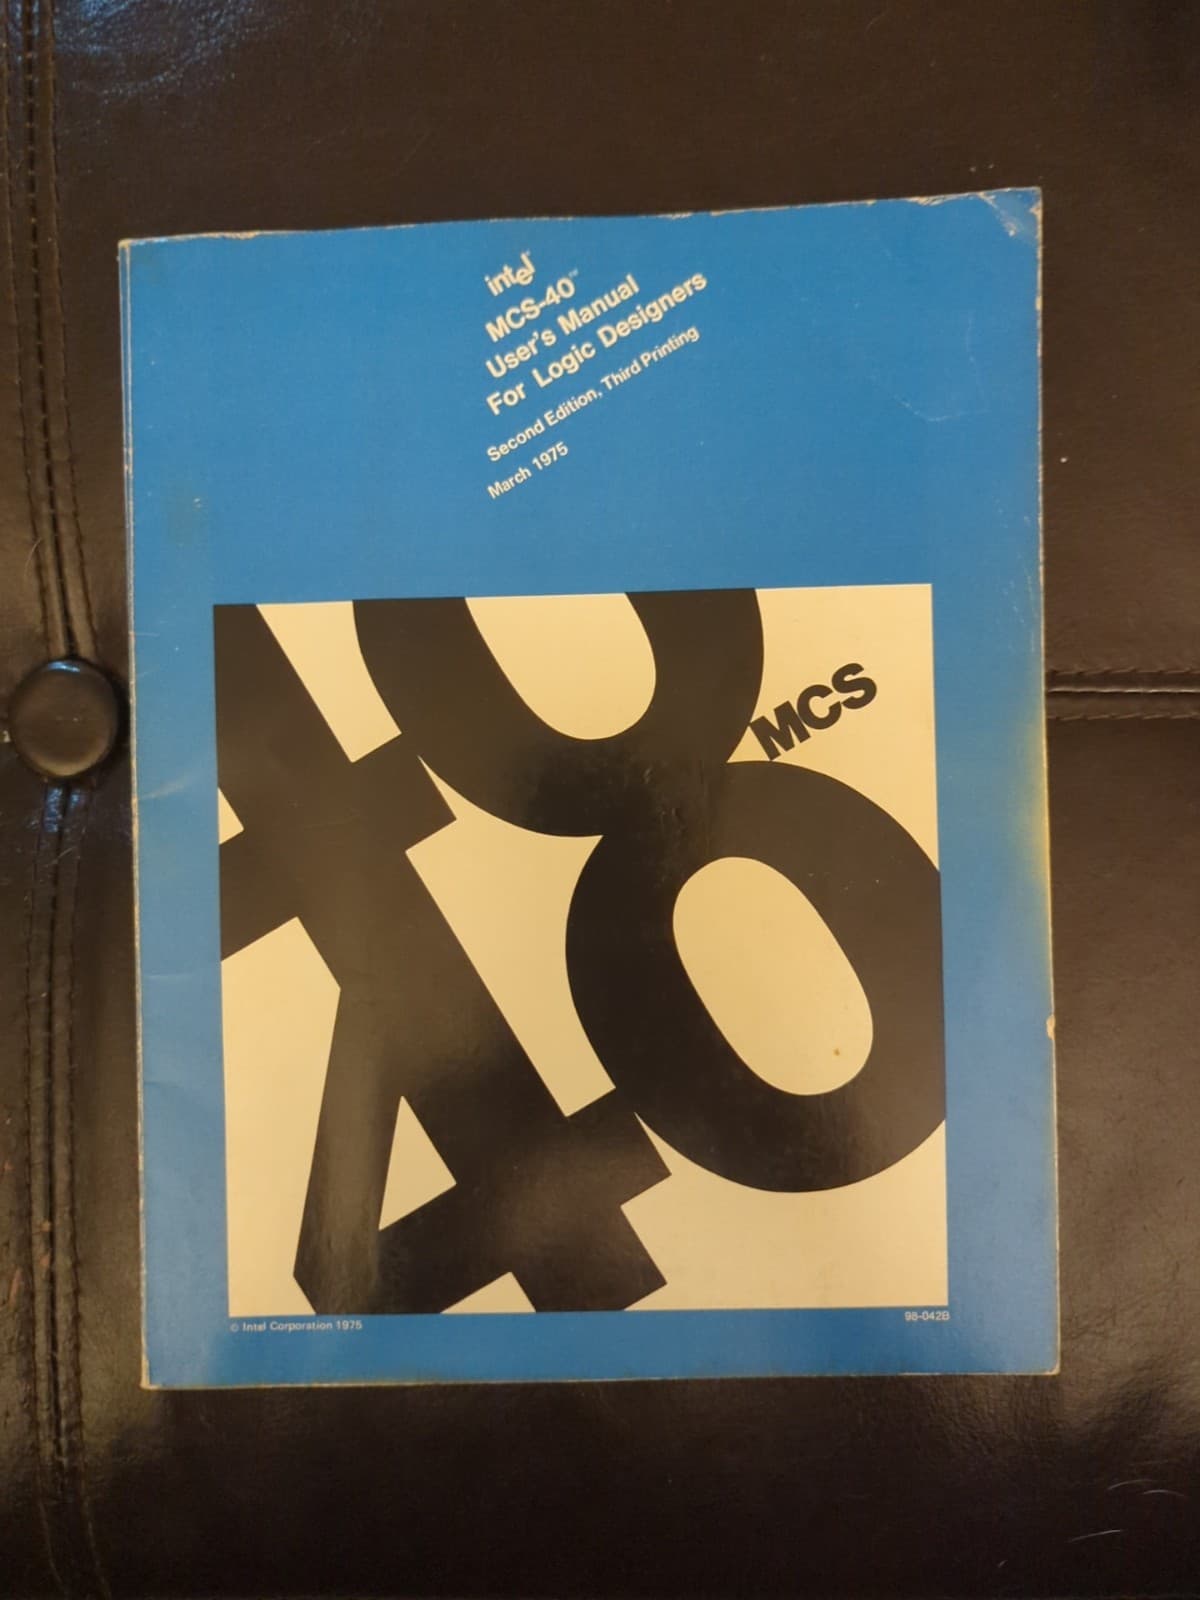 intel
MCS-40™
User's Manual
For Logic Designers
Second Edition, Third Printing
March 1975
MCS
40
40
© Intel Corporation 1975
98-042B